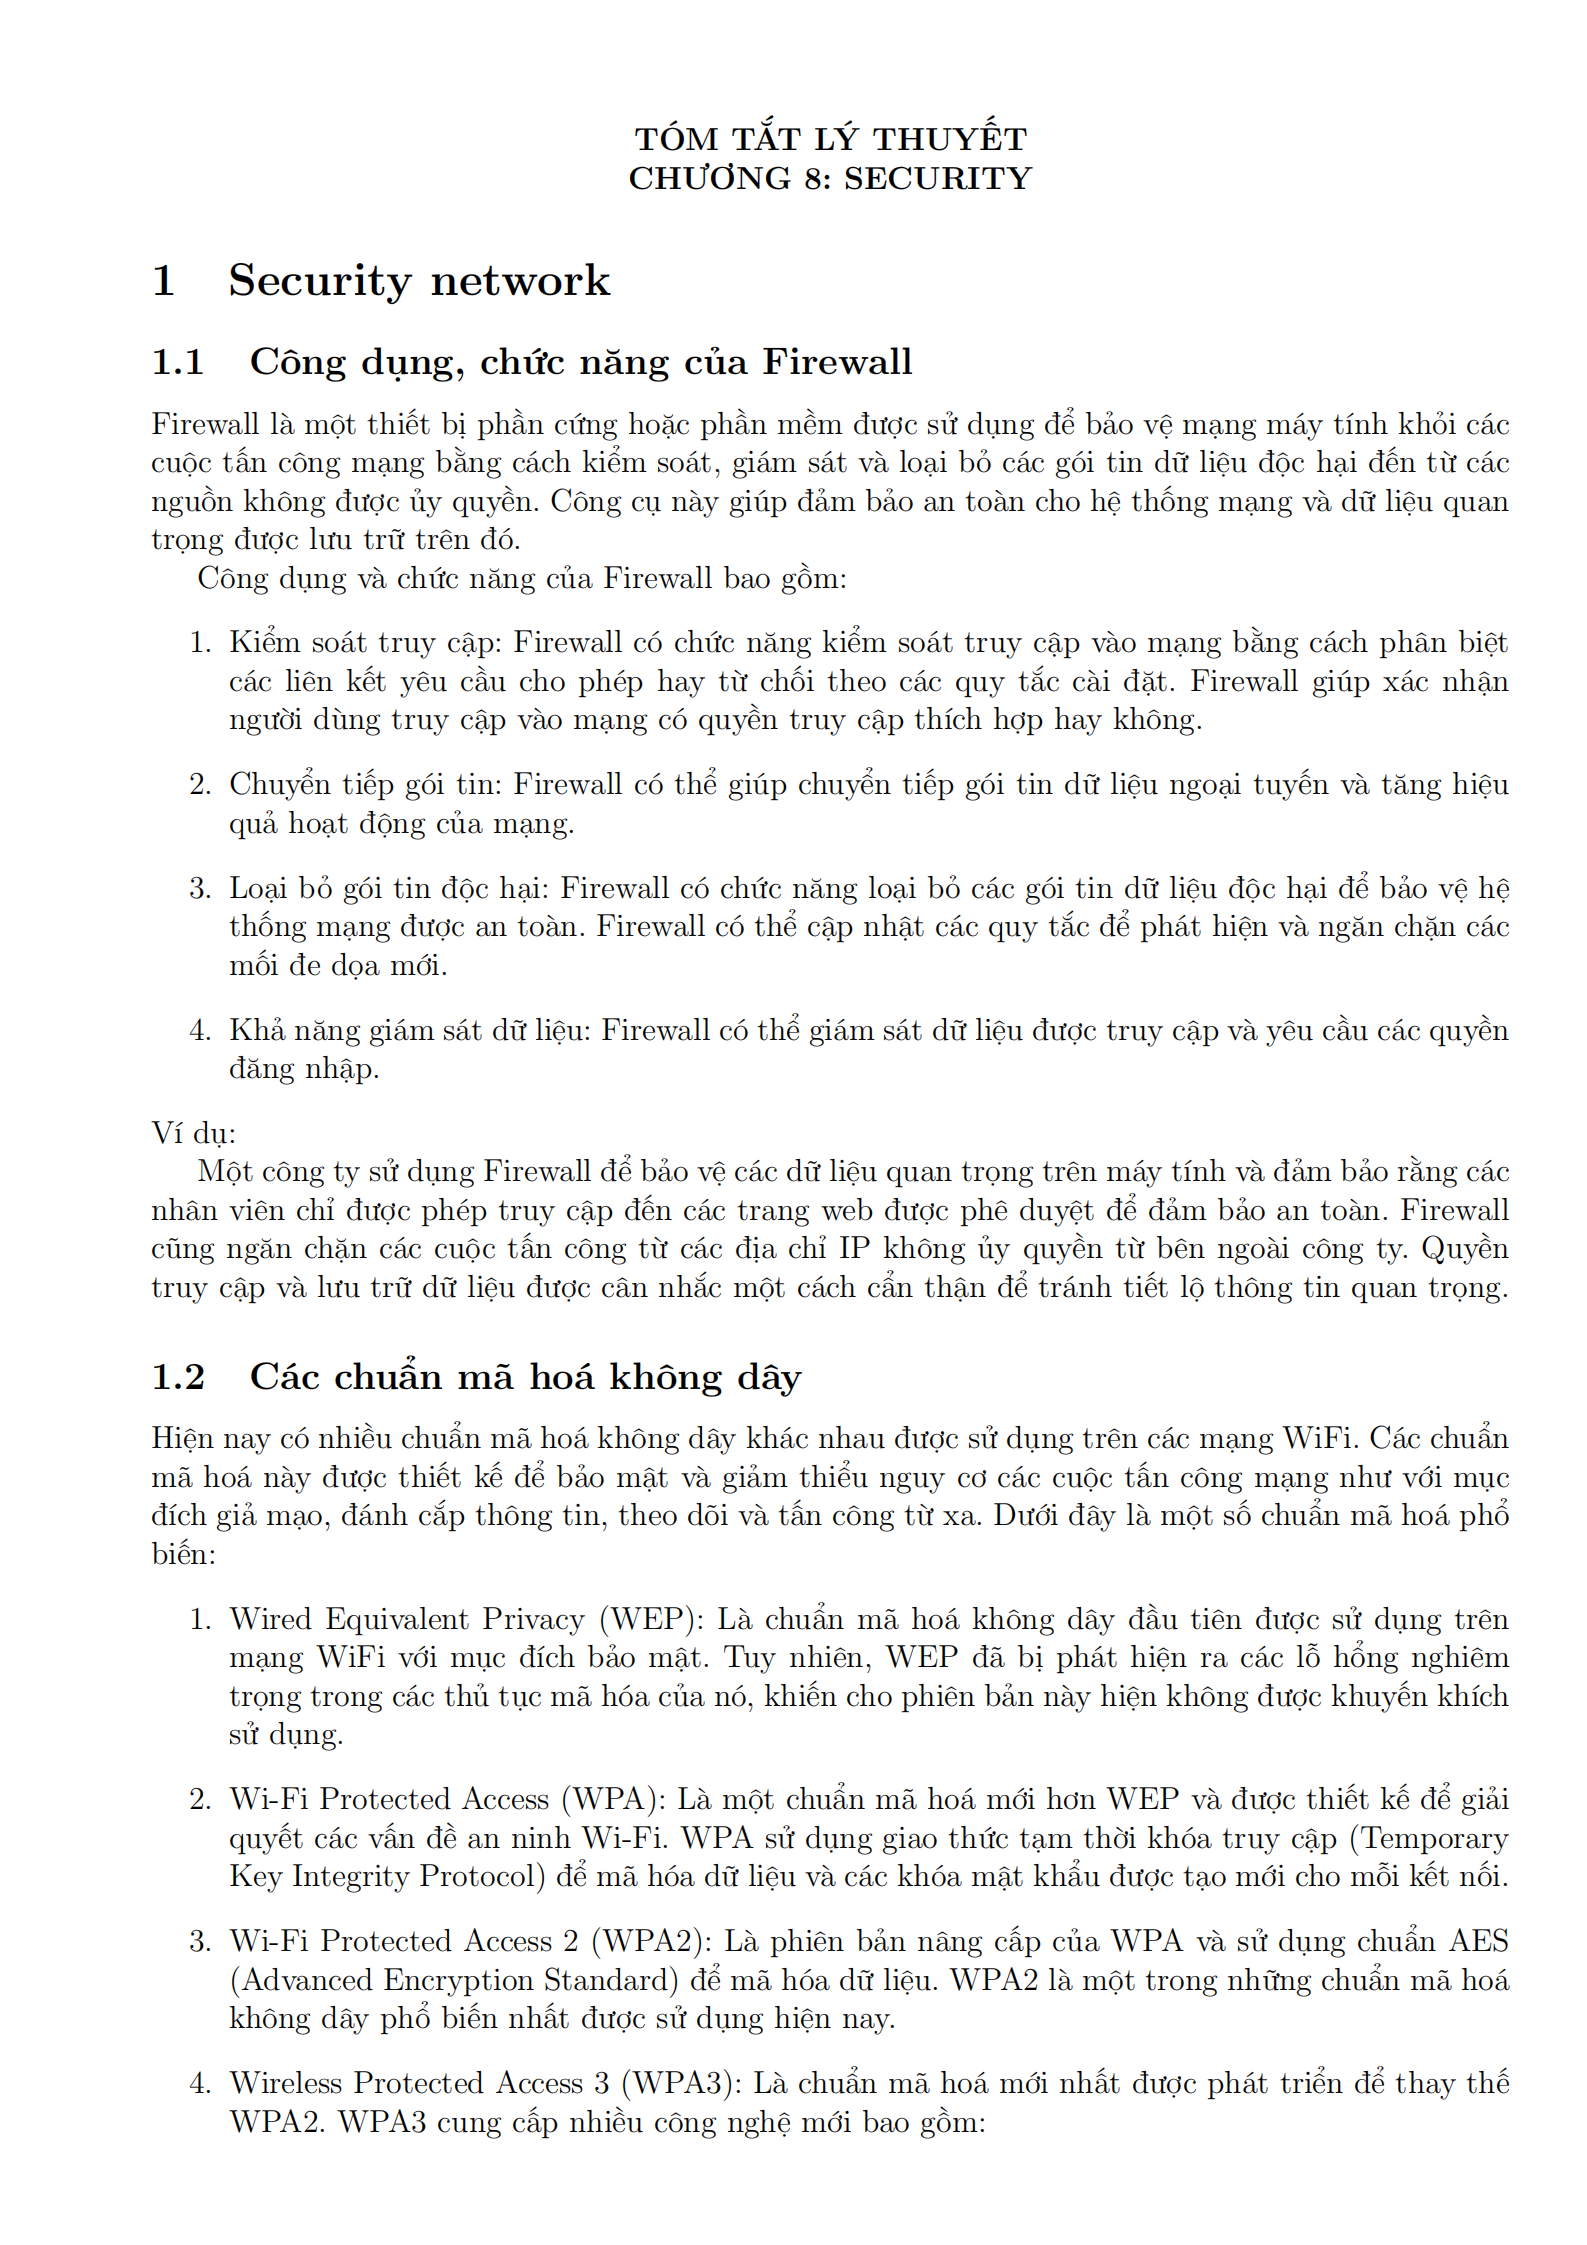 TÓM TẮT LÝ THUYẾT
CHƯƠNG 8: SECURITY
1 Security network
1.1 Công dụng, chức năng của Firewall
Firewall là một thiết bị phần cứng hoặc phần mềm được sử dụng để bảo vệ mạng máy tính khỏi các
cuộc tấn công mạng bằng cách kiểm soát, giám sát và loại bỏ các gói tin dữ liệu độc hại đến từ các
nguồn không được ủy quyền. Công cụ này giúp đảm bảo an toàn cho hệ thống mạng và dữ liệu quan
trọng được lưu trữ trên đó.
Công dụng và chức năng của Firewall bao gồm:
1. Kiểm soát truy cập: Firewall có chức năng kiểm soát truy cập vào mạng bằng cách phân biệt
các liên kết yêu cầu cho phép hay từ chối theo các quy tắc cài đặt. Firewall giúp xác nhận
người dùng truy cập vào mạng có quyền truy cập thích hợp hay không.
2. Chuyển tiếp gói tin: Firewall có thể giúp chuyển tiếp gói tin dữ liệu ngoại tuyến và tăng hiệu
quả hoạt động của mạng.
3. Loại bỏ gói tin độc hại: Firewall có chức năng loại bỏ các gói tin dữ liệu độc hại để bảo vệ hệ
thống mạng được an toàn. Firewall có thể cập nhật các quy tắc để phát hiện và ngăn chặn các
mối đe dọa mới.
4. Khả năng giám sát dữ liệu: Firewall có thể giám sát dữ liệu được truy cập và yêu cầu các quyền
đăng nhập.
Ví dụ:
Một công ty sử dụng Firewall để bảo vệ các dữ liệu quan trọng trên máy tính và đảm bảo rằng các
nhân viên chỉ được phép truy cập đến các trang web được phê duyệt để đảm bảo an toàn. Firewall
cũng ngăn chặn các cuộc tấn công từ các địa chỉ IP không ủy quyền từ bên ngoài công ty. Quyền
truy cập và lưu trữ dữ liệu được cân nhắc một cách cẩn thận để tránh tiết lộ thông tin quan trọng.
1.2 Các chuẩn mã hoá không dây
Hiện nay có nhiều chuẩn mã hoá không dây khác nhau được sử dụng trên các mạng WiFi. Các chuẩn
mã hoá này được thiết kế để bảo mật và giảm thiểu nguy cơ các cuộc tấn công mạng như với mục
đích giả mạo, đánh cắp thông tin, theo dõi và tấn công từ xa. Dưới đây là một số chuẩn mã hoá phổ
biến:
1. Wired Equivalent Privacy (WEP): Là chuẩn mã hoá không dây đầu tiên được sử dụng trên
mạng WiFi với mục đích bảo mật. Tuy nhiên, WEP đã bị phát hiện ra các lỗ hổng nghiêm
trọng trong các thủ tục mã hóa của nó, khiến cho phiên bản này hiện không được khuyến khích
sử dụng.
2. Wi-Fi Protected Access (WPA): Là một chuẩn mã hoá mới hơn WEP và được thiết kế để giải
quyết các vấn đề an ninh Wi-Fi. WPA sử dụng giao thức tạm thời khóa truy cập (Temporary
Key Integrity Protocol) để mã hóa dữ liệu và các khóa mật khẩu được tạo mới cho mỗi kết nối.
3. Wi-Fi Protected Access 2 (WPA2): Là phiên bản nâng cấp của WPA và sử dụng chuẩn AES
(Advanced Encryption Standard) để mã hóa dữ liệu. WPA2 là một trong những chuẩn mã hoá
không dây phổ biến nhất được sử dụng hiện nay.
4. Wireless Protected Access 3 (WPA3): Là chuẩn mã hoá mới nhất được phát triển để thay thế
WPA2. WPA3 cung cấp nhiều công nghệ mới bao gồm: